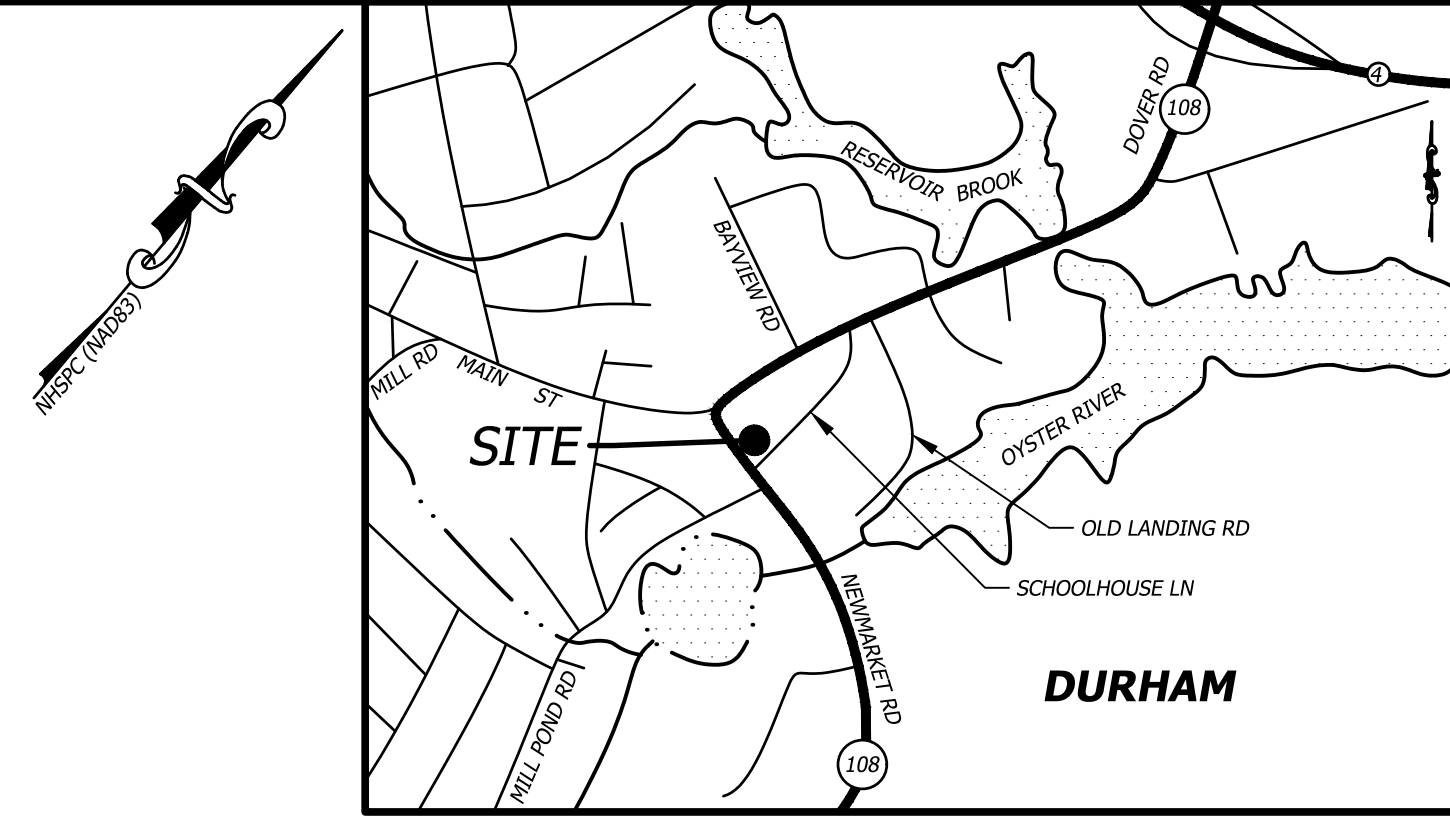 4
DOVER RD
108
RESERVOIR BROOK
BAYVIEW RD
NHSPC (NAD83)
MILL RD
MAIN ST
SITE
OYSTER RIVER
OLD LANDING RD
SCHOOLHOUSE LN
NEWMARKET RD
DURHAM
MILL POND RD
108